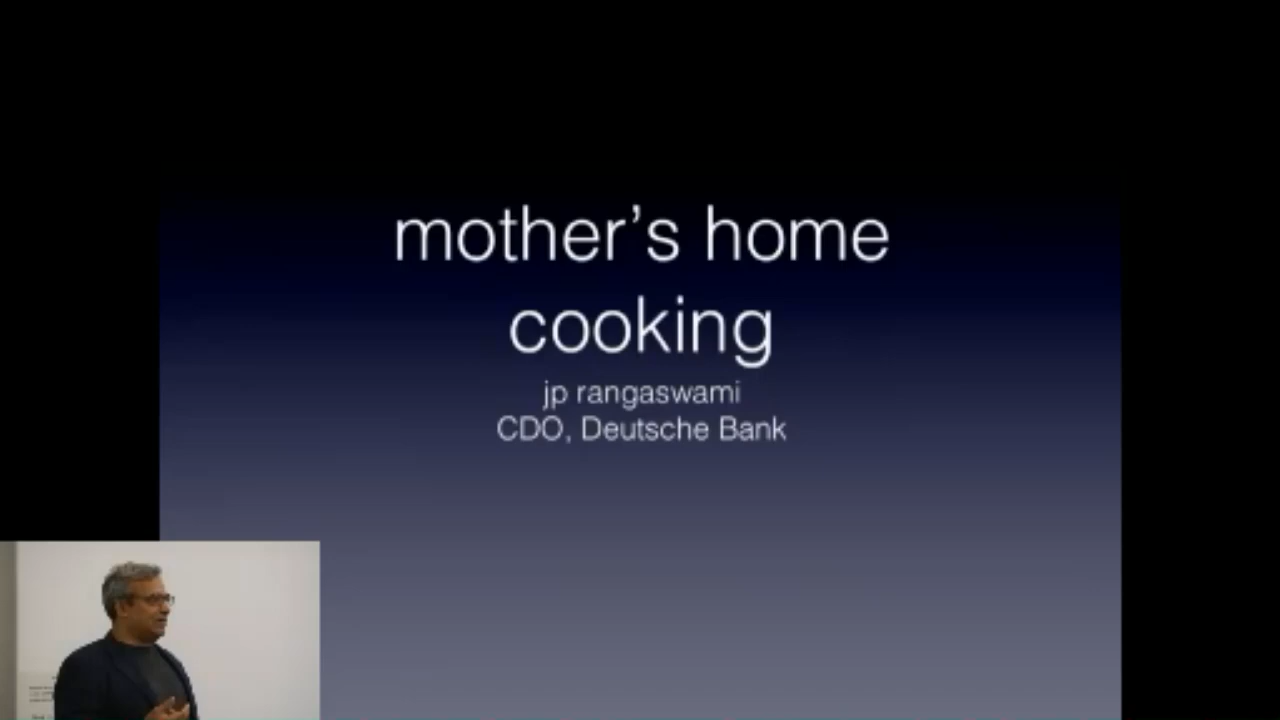 mother’s home
cooking
jp rangaswami
CDO, Deutsche Bank